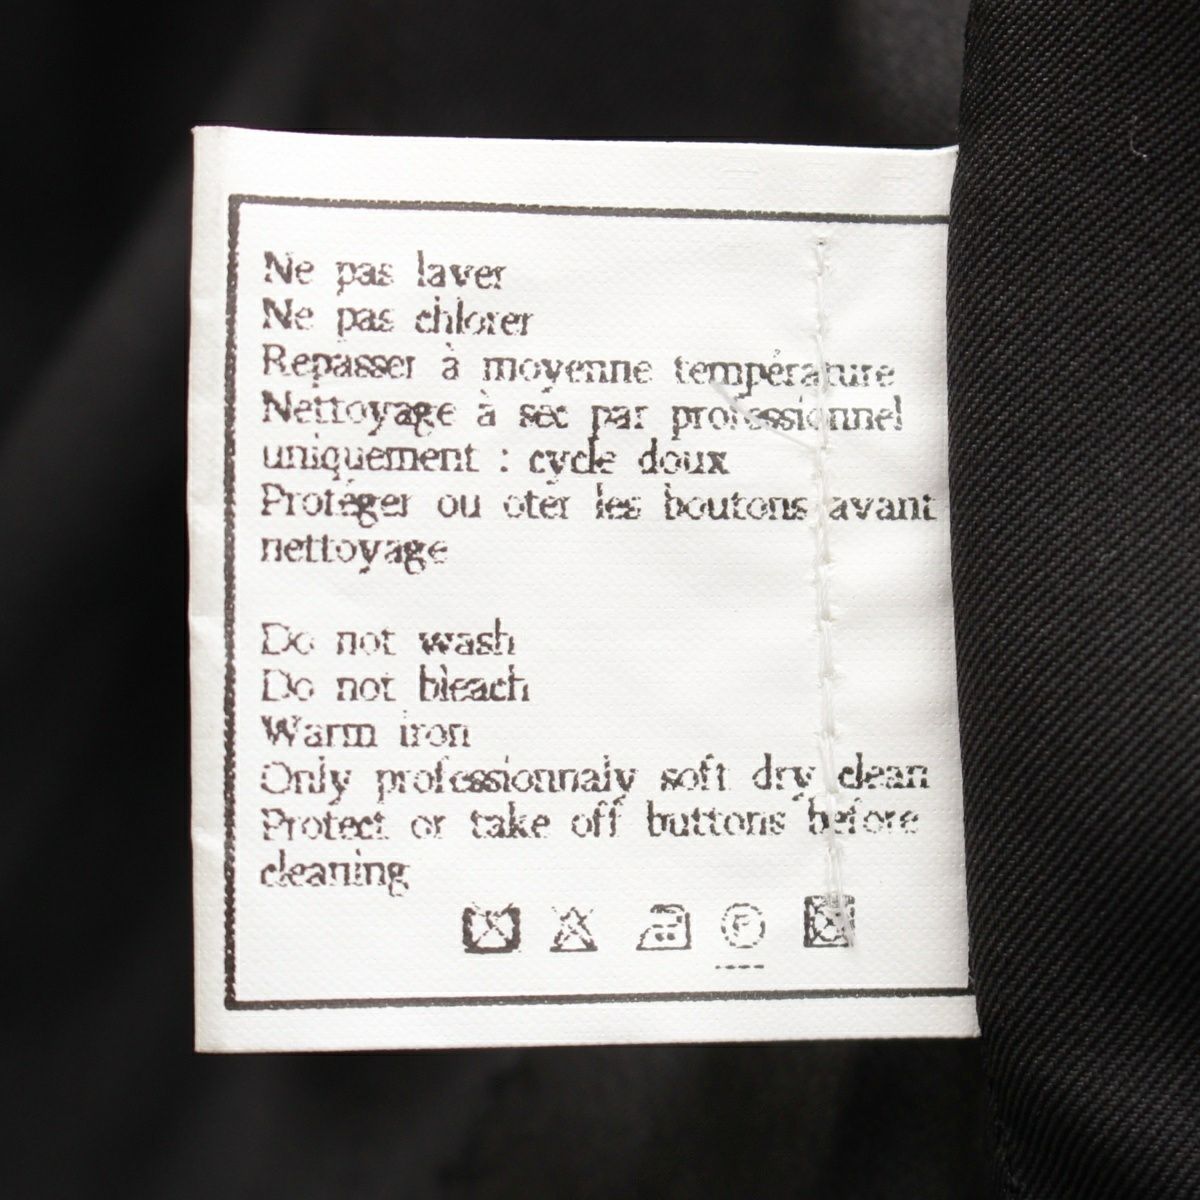 Ne pas laver
Ne pas chlorer
Repasser à moyenne température
Nettoyage à sec par professionnel
uniquement : cycle doux
Protéger ou oter les boutons avant
nettoyage
Do not wash
Do not bleach
Warm iron
Only professionnaly soft dry clean
Protect or take off buttons before
cleaning
F